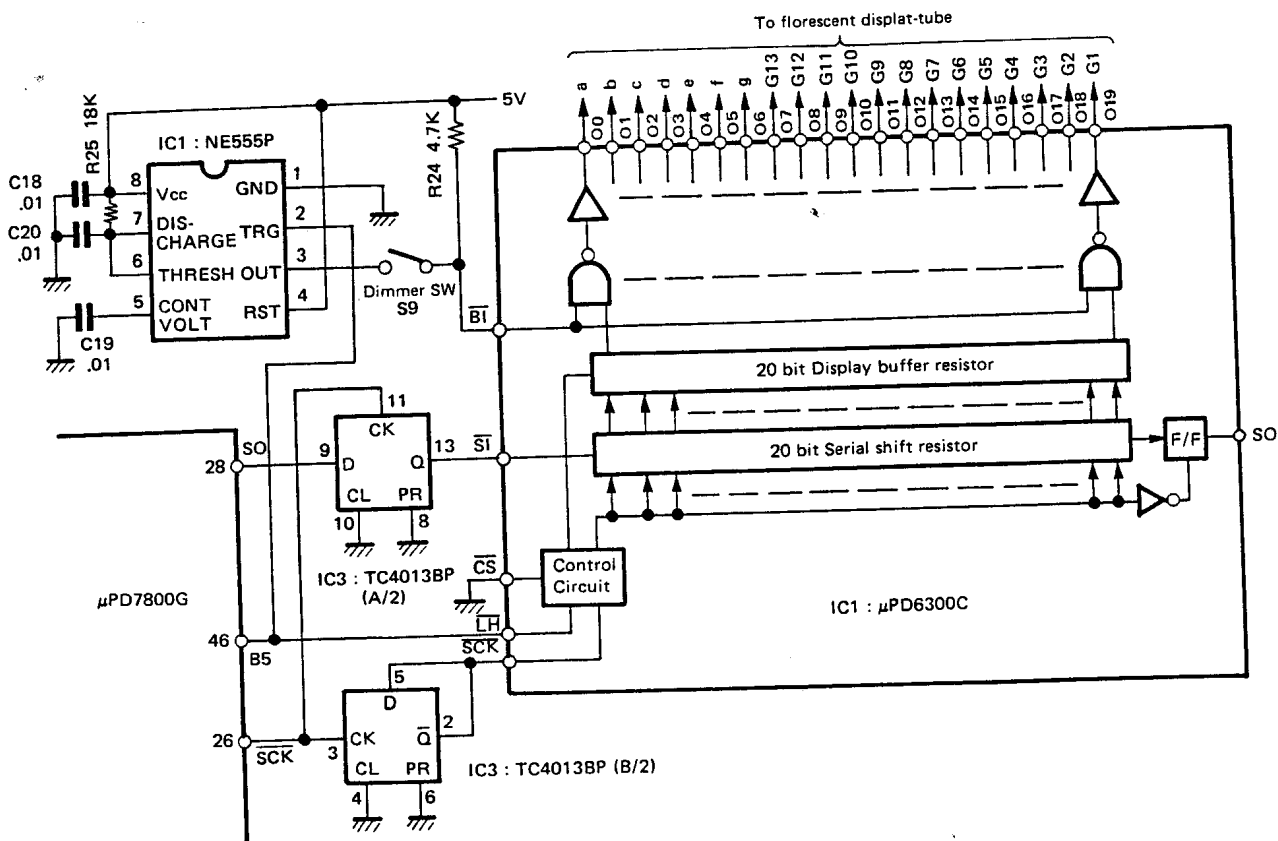 To florescent displat-tube
a b c d e f g G13 G12 G11 G10 G9 G8 G7 G6 G5 G4 G3 G2 G1
O0 O1 O2 O3 O4 O5 O6 O7 O8 O9 O10 O11 O12 O13 O14 O15 O16 O17 O18 O19
5V
R25 18K
R24 4.7K
IC1 : NE555P
C18
.01
C20
.01
8
Vcc
GND
1
7
DIS-
CHARGE
TRG
2
6
THRESH
OUT
3
5
CONT
VOLT
RST
4
C19
.01
Dimmer SW
S9
BI
20 bit Display buffer resistor
20 bit Serial shift resistor
F/F
SO
SO
28
11
CK
9
D
Q
13
SI
CL
PR
10
8
IC3 : TC4013BP
(A/2)
CS
Control
Circuit
LH
SCK
IC1 : μPD6300C
μPD7800G
46
B5
26
SCK
5
D
3
CK
Q
2
CL
PR
4
6
IC3 : TC4013BP (B/2)